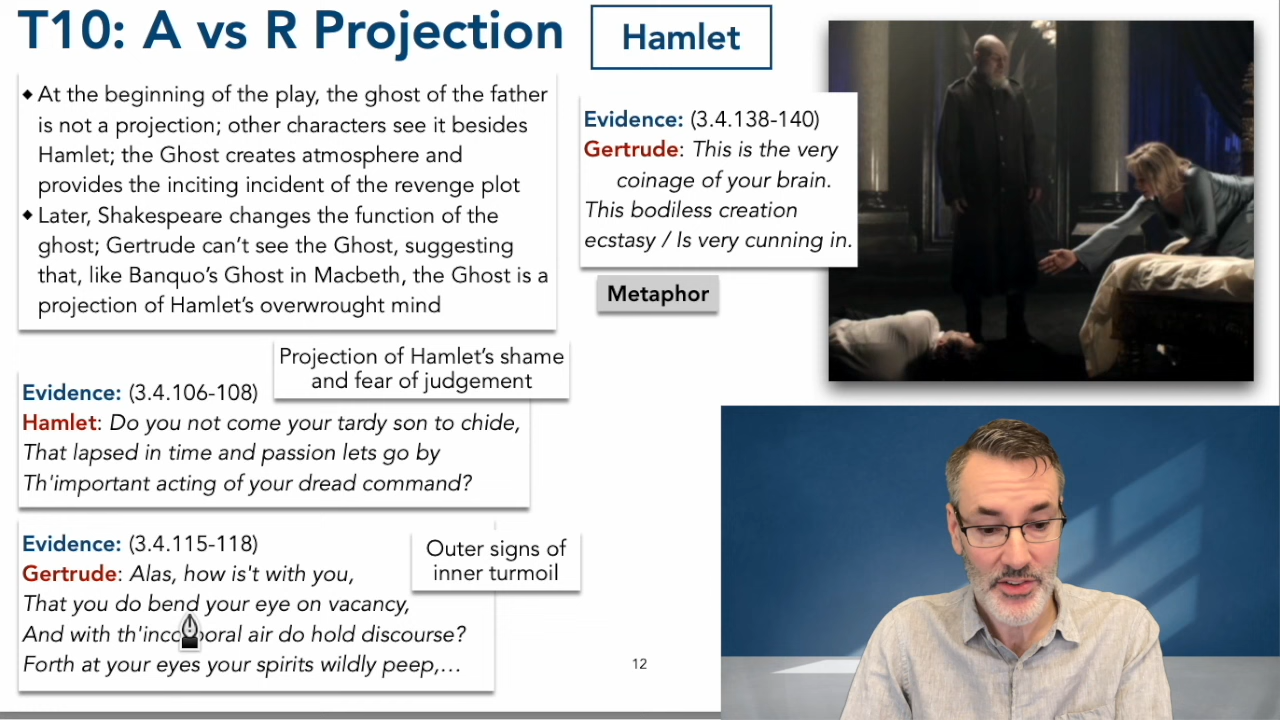 T10: A vs R Projection
Hamlet
◆ At the beginning of the play, the ghost of the father
is not a projection; other characters see it besides
Hamlet; the Ghost creates atmosphere and
provides the inciting incident of the revenge plot
◆ Later, Shakespeare changes the function of the
ghost; Gertrude can’t see the Ghost, suggesting
that, like Banquo’s Ghost in Macbeth, the Ghost is a
projection of Hamlet’s overwrought mind
Evidence: (3.4.138-140)
Gertrude: This is the very
coinage of your brain.
This bodiless creation
ecstasy / Is very cunning in.
Metaphor
Projection of Hamlet’s shame
and fear of judgement
Evidence: (3.4.106-108)
Hamlet: Do you not come your tardy son to chide,
That lapsed in time and passion lets go by
Th'important acting of your dread command?
Evidence: (3.4.115-118)
Outer signs of
inner turmoil
Gertrude: Alas, how is't with you,
That you do bend your eye on vacancy,
And with air do hold discourse?
Forth at your eyes your spirits wildly peep,…
12